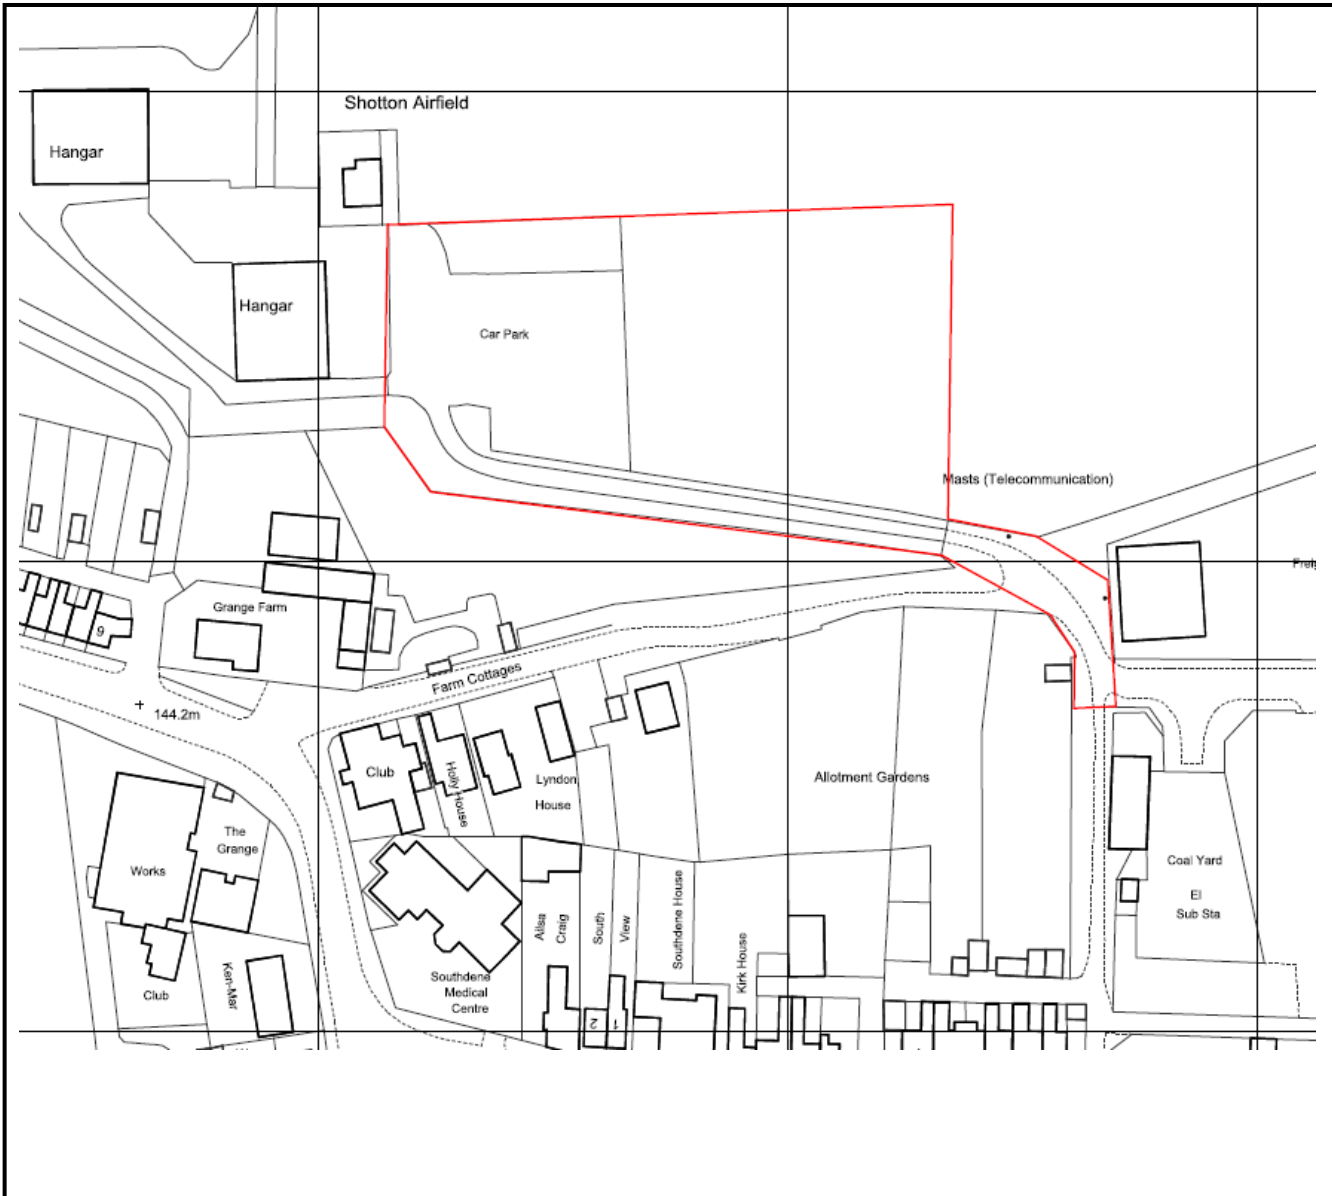 Shotton Airfield
Hangar
Hangar
Car Park
Masts (Telecommunication)
Grange Farm
9
Farm Cottages
144.2m
Club
Holly House
Lyndon
House
Allotment Gardens
The
Grange
Works
Coal Yard
El
Sub Sta
Ailsa
Craig
South
View
Southdene House
Kirk House
Southdene
Medical
Centre
Ken-Mar
Club
2
1